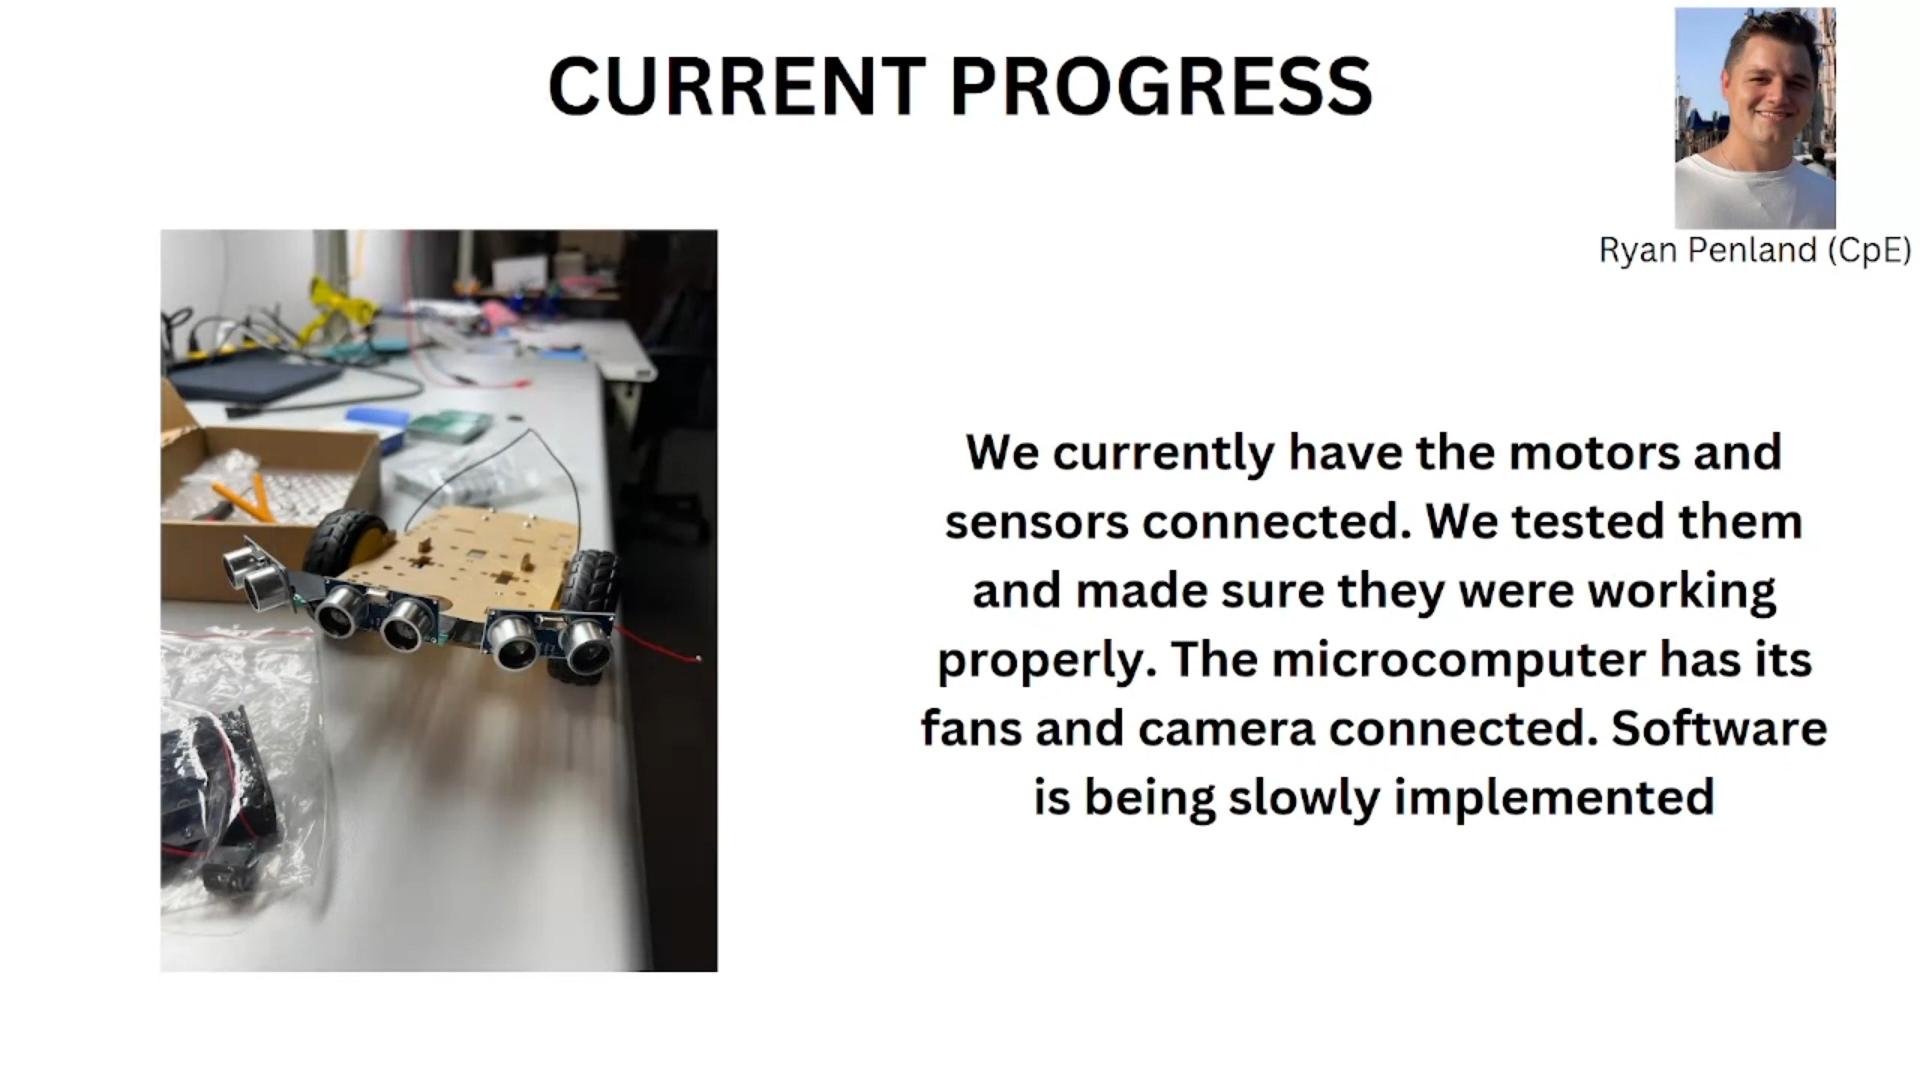 CURRENT PROGRESS
Ryan Penland (CpE)
We currently have the motors and
sensors connected. We tested them
and made sure they were working
properly. The microcomputer has its
fans and camera connected. Software
is being slowly implemented